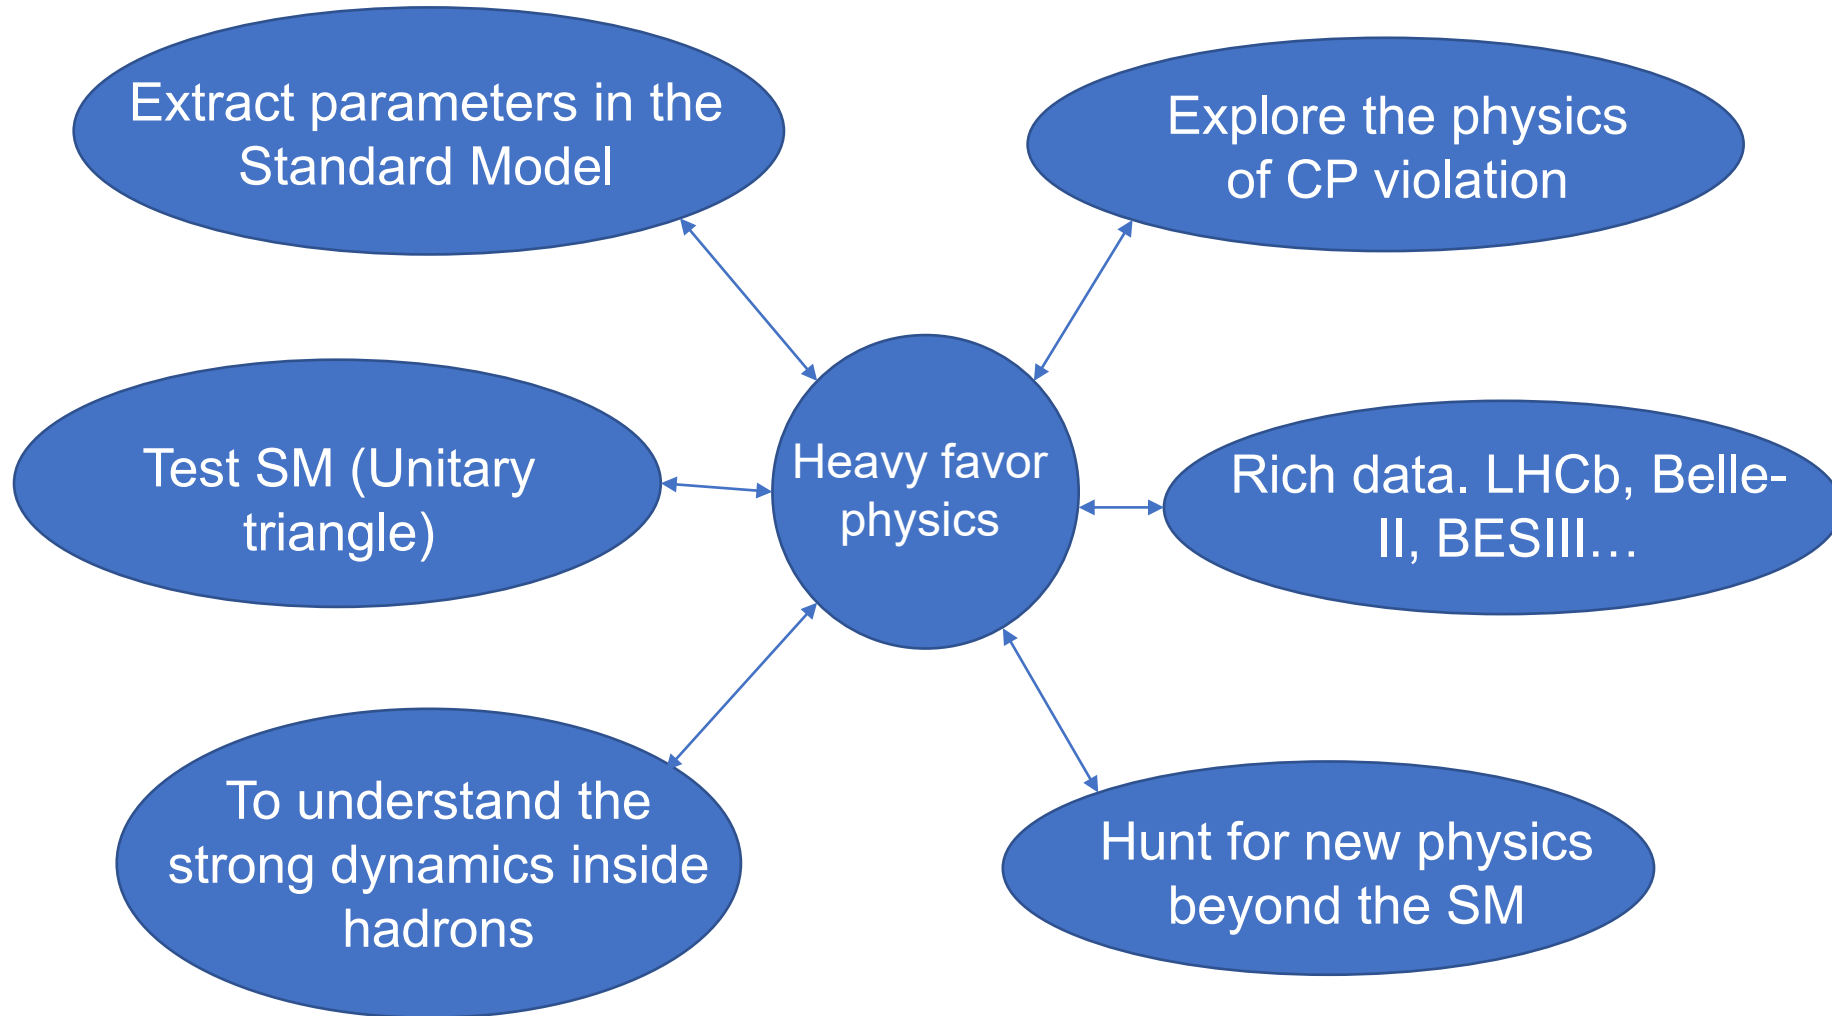 Extract parameters in the
Standard Model
Explore the physics
of CP violation
Test SM (Unitary
triangle)
Heavy favor
physics
Rich data. LHCb, Belle-
II, BESIII…
To understand the
strong dynamics inside
hadrons
Hunt for new physics
beyond the SM